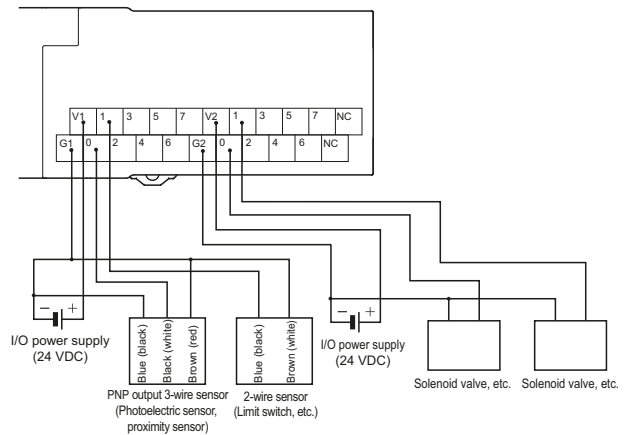 V1 1 3 5 7 V2 1 3 5 7 NC
G1 0 2 4 6 G2 0 2 4 6 NC
− +
I/O power supply
(24 VDC)
Blue (black)
Black (white)
Brown (red)
PNP output 3-wire sensor
(Photoelectric sensor,
proximity sensor)
Blue (black)
Brown (white)
2-wire sensor
(Limit switch, etc.)
− +
I/O power supply
(24 VDC)
Solenoid valve, etc.
Solenoid valve, etc.